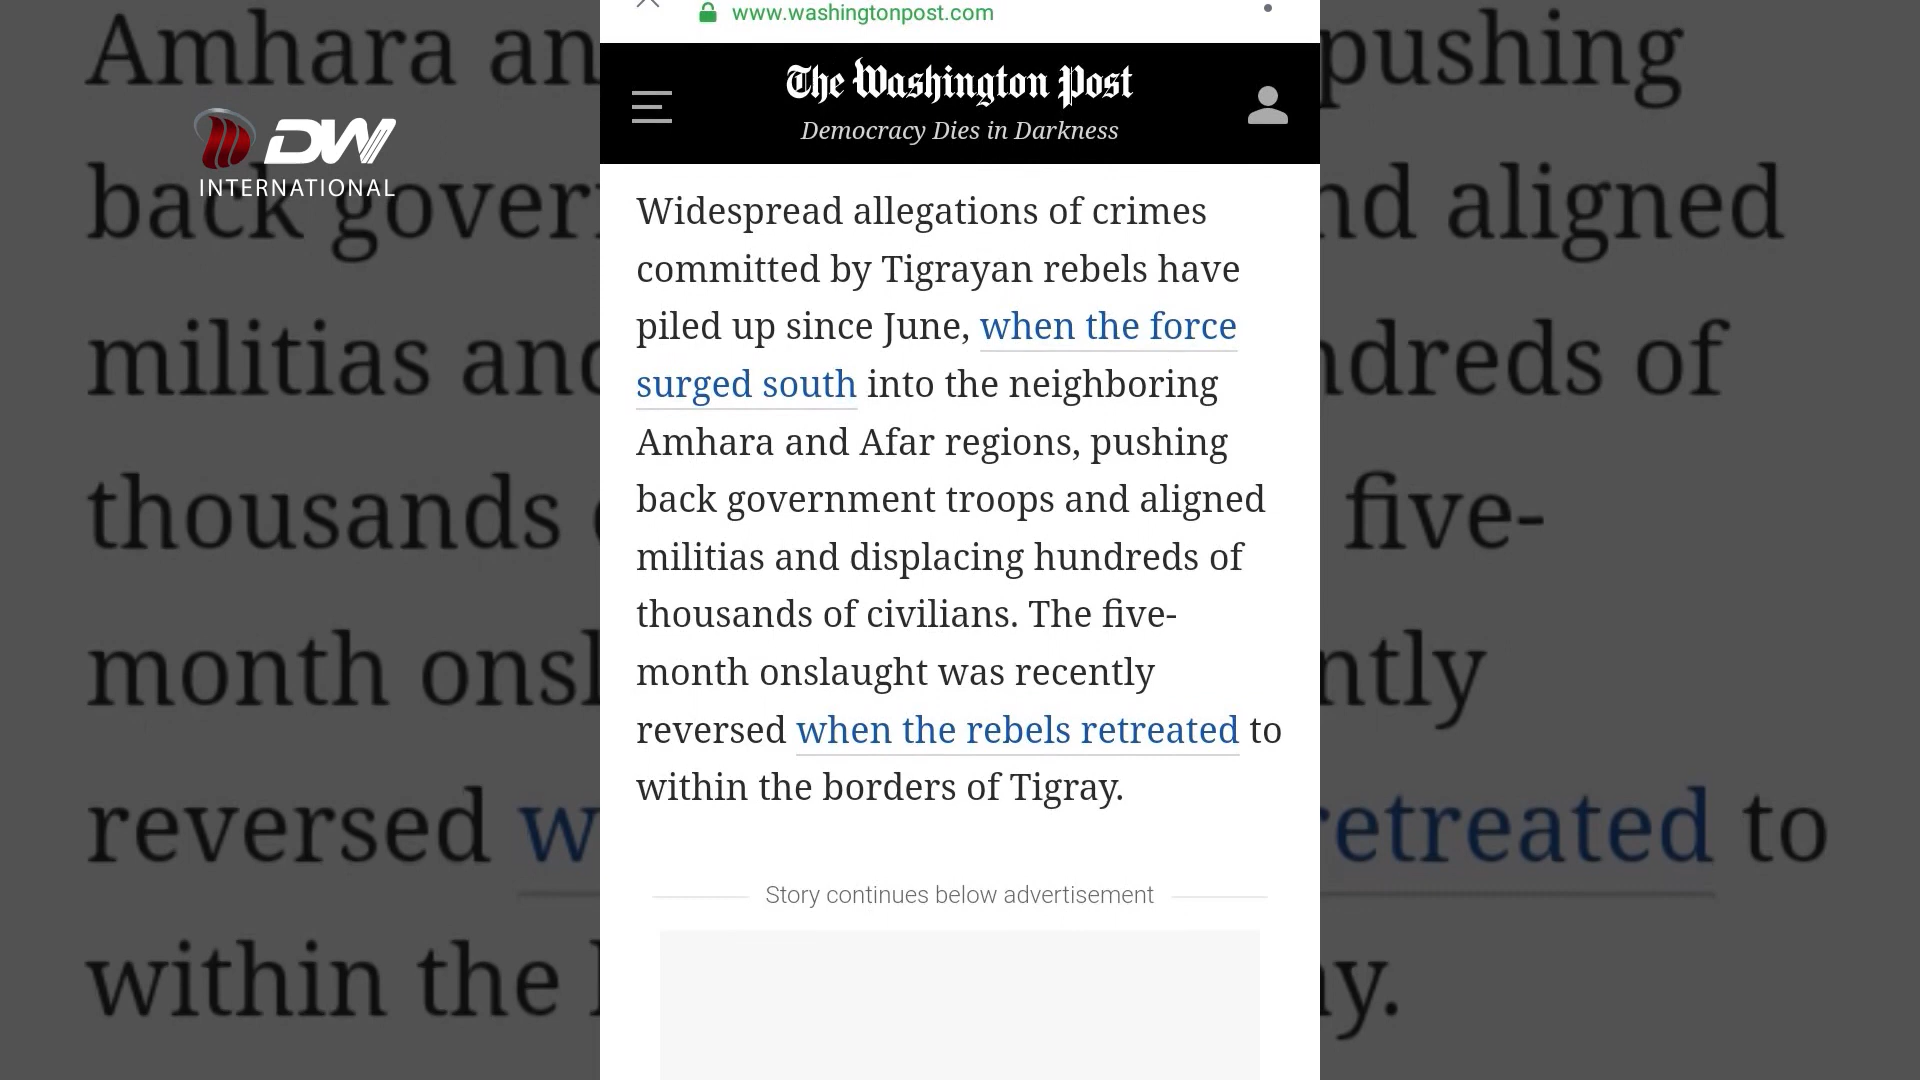 www.washingtonpost.com
The Washington Post
Democracy Dies in Darkness
DW
INTERNATIONAL
Widespread allegations of crimes
committed by Tigrayan rebels have
piled up since June, when the force
surged south into the neighboring
Amhara and Afar regions, pushing
back government troops and aligned
militias and displacing hundreds of
thousands of civilians. The five-
month onslaught was recently
reversed when the rebels retreated to
within the borders of Tigray.
Story continues below advertisement